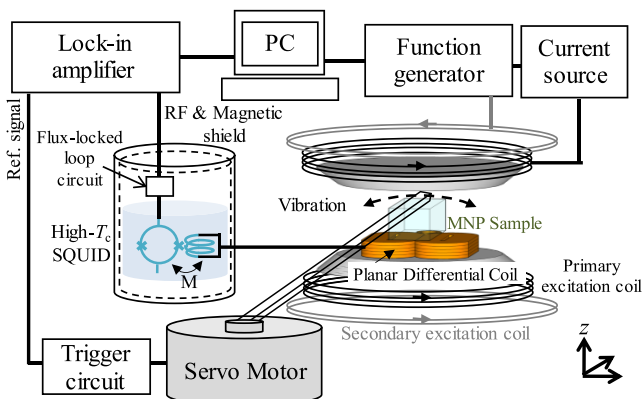 Lock-in
amplifier
PC
Function
generator
Current
source
Ref. signal
RF & Magnetic
shield
Flux-locked
loop
circuit
High-Tc
SQUID
M
Vibration
MNP Sample
Planar Differential Coil
Primary
excitation coil
Secondary excitation coil
Trigger
circuit
Servo Motor
z